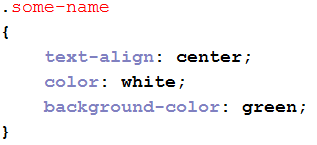 .some-name
{
    text-align: center;
    color: white;
    background-color: green;
}